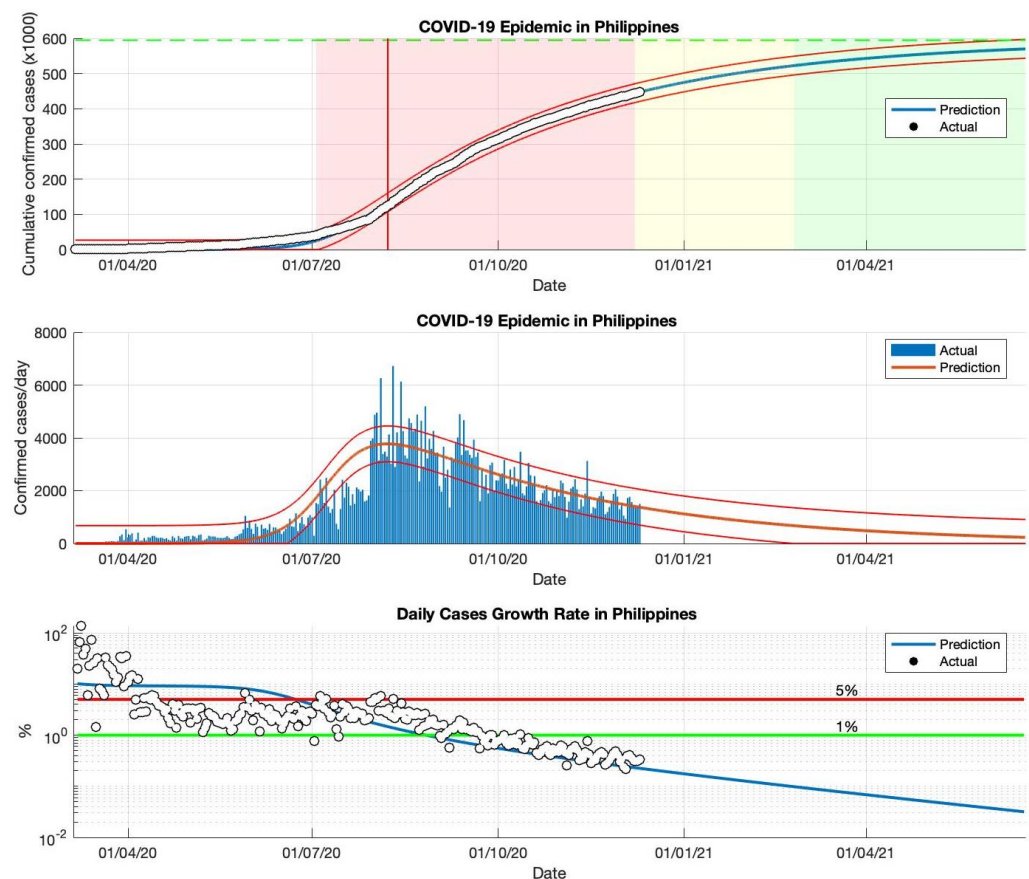 COVID-19 Epidemic in Philippines
Cumulative confirmed cases (x1000)
600
500
400
300
200
100
0
Prediction
Actual
01/04/20 01/07/20 01/10/20 01/01/21 01/04/21
Date
COVID-19 Epidemic in Philippines
Confirmed cases/day
8000
6000
4000
2000
0
Actual
Prediction
01/04/20 01/07/20 01/10/20 01/01/21 01/04/21
Date
Daily Cases Growth Rate in Philippines
%
10^2
10^0
10^-2
Prediction
Actual
5%
1%
01/04/20 01/07/20 01/10/20 01/01/21 01/04/21
Date